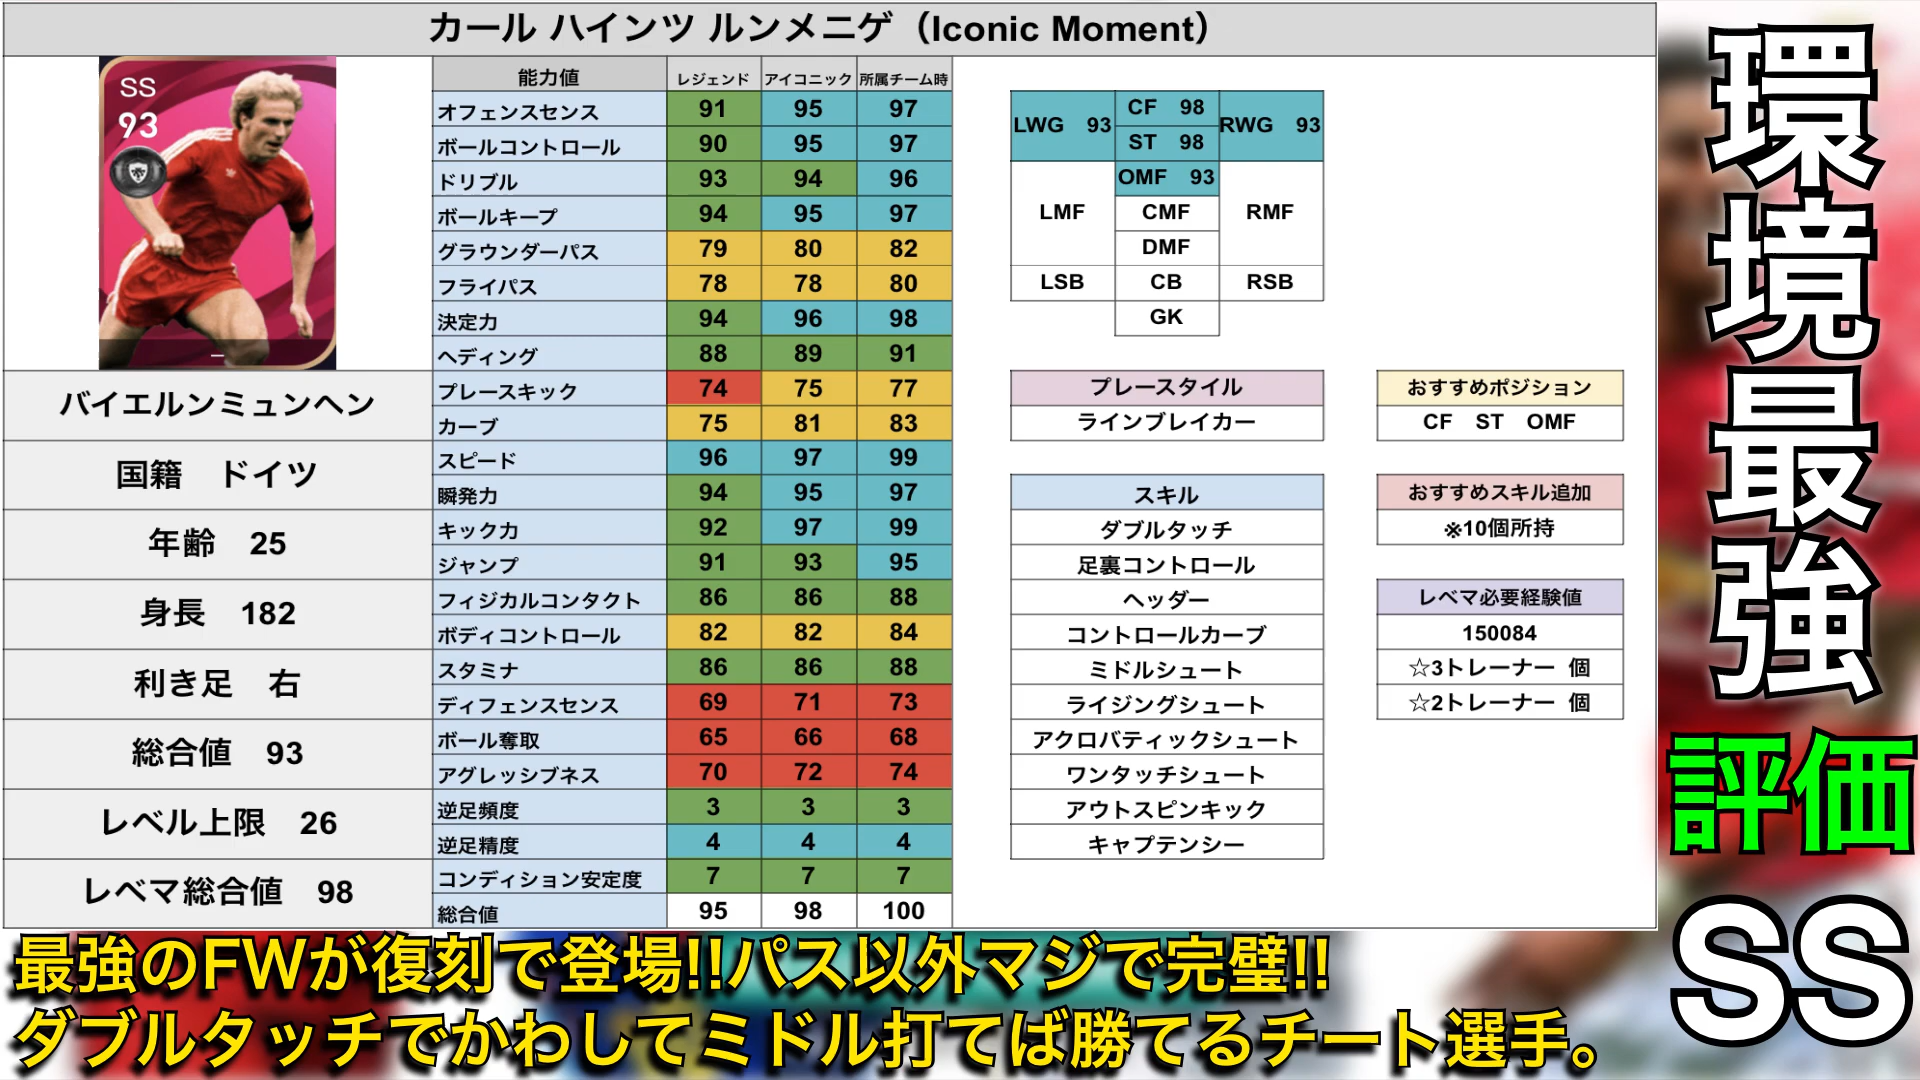 カール ハインツ ルンメニゲ（Iconic Moment）
SS
93
バイエルンミュンヘン
国籍 ドイツ
年齢 25
身長 182
利き足 右
総合値 93
レベル上限 26
レベマ総合値 98
能力値 レジェンド アイコニック 所属チーム時
オフェンスセンス 91 95 97
ボールコントロール 90 95 97
ドリブル 93 94 96
ボールキープ 94 95 97
グラウンダーパス 79 80 82
フライパス 78 78 80
決定力 94 96 98
ヘディング 88 89 91
プレースキック 74 75 77
カーブ 75 81 83
スピード 96 97 99
瞬発力 94 95 97
キック力 92 97 99
ジャンプ 91 93 95
フィジカルコンタクト 86 86 88
ボディコントロール 82 82 84
スタミナ 86 86 88
ディフェンスセンス 69 71 73
ボール奪取 65 66 68
アグレッシブネス 70 72 74
逆足頻度 3 3 3
逆足精度 4 4 4
コンディション安定度 7 7 7
総合値 95 98 100
LWG 93 CF 98 RWG 93
ST 98
OMF 93
LMF CMF RMF
DMF
LSB CB RSB
GK
プレースタイル
ラインブレイカー
スキル
ダブルタッチ
足裏コントロール
ヘッダー
コントロールカーブ
ミドルシュート
ライジングシュート
アクロバティックシュート
ワンタッチシュート
アウトスピンキック
キャプテンシー
おすすめポジション
CF ST OMF
おすすめスキル追加
※10個所持
レベマ必要経験値
150084
☆3トレーナー 個
☆2トレーナー 個
環境最強
評価
SS
最強のFWが復刻で登場!!パス以外マジで完璧!!
ダブルタッチでかわしてミドル打てば勝てるチート選手。